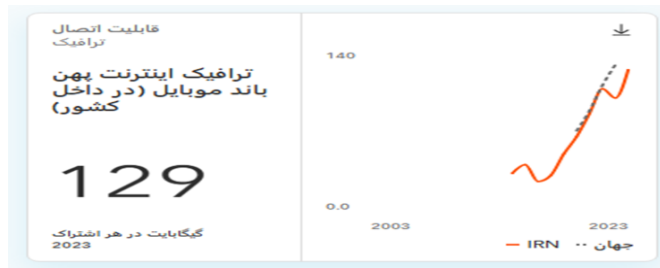 قابلیت اتصال
ترافیک
ترافیک اینترنت پهن
باند موبایل (در داخل
کشور)
129
گیگابایت در هر اشتراک
2023
140
0.0
2003
2023
IRN
جهان